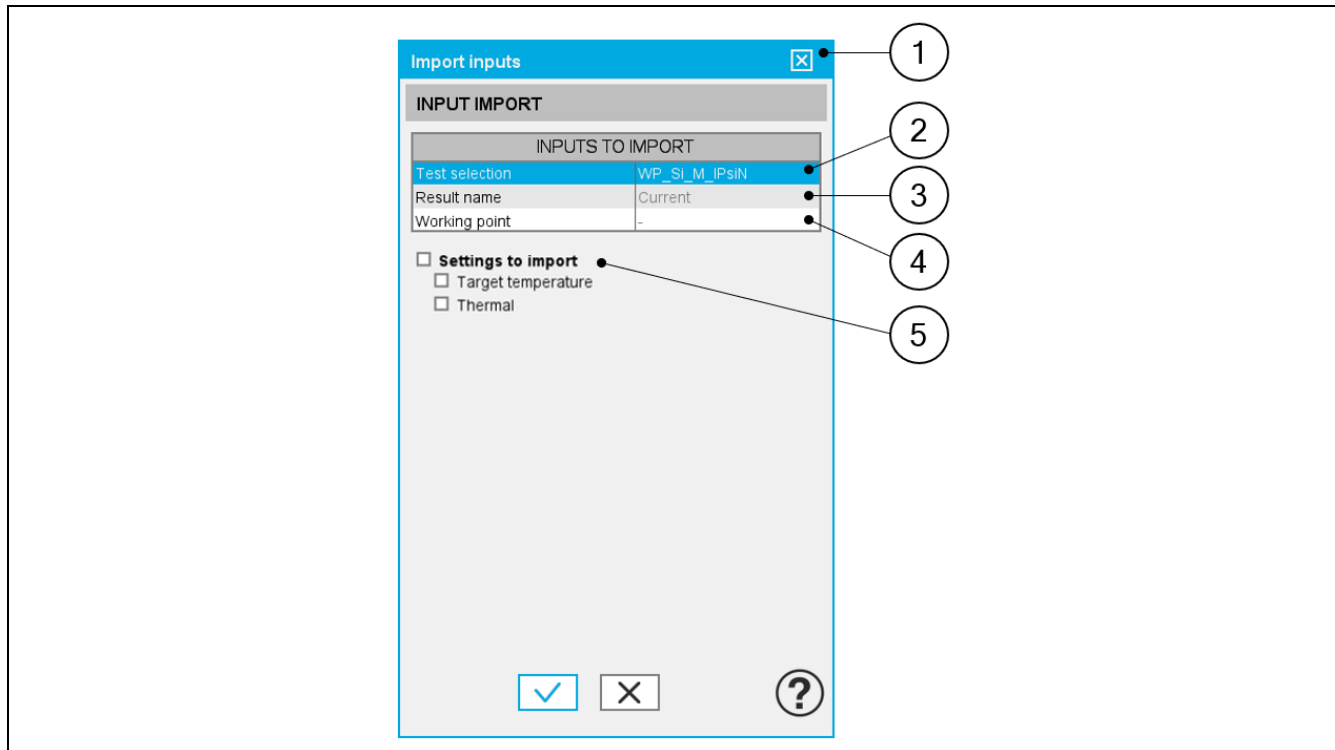 Import inputs
1
INPUT IMPORT
INPUTS TO IMPORT
2
Test selection WP_Si_M_IPsiN
Result name Current
3
Working point -
4
Settings to import
Target temperature
Thermal
5
?